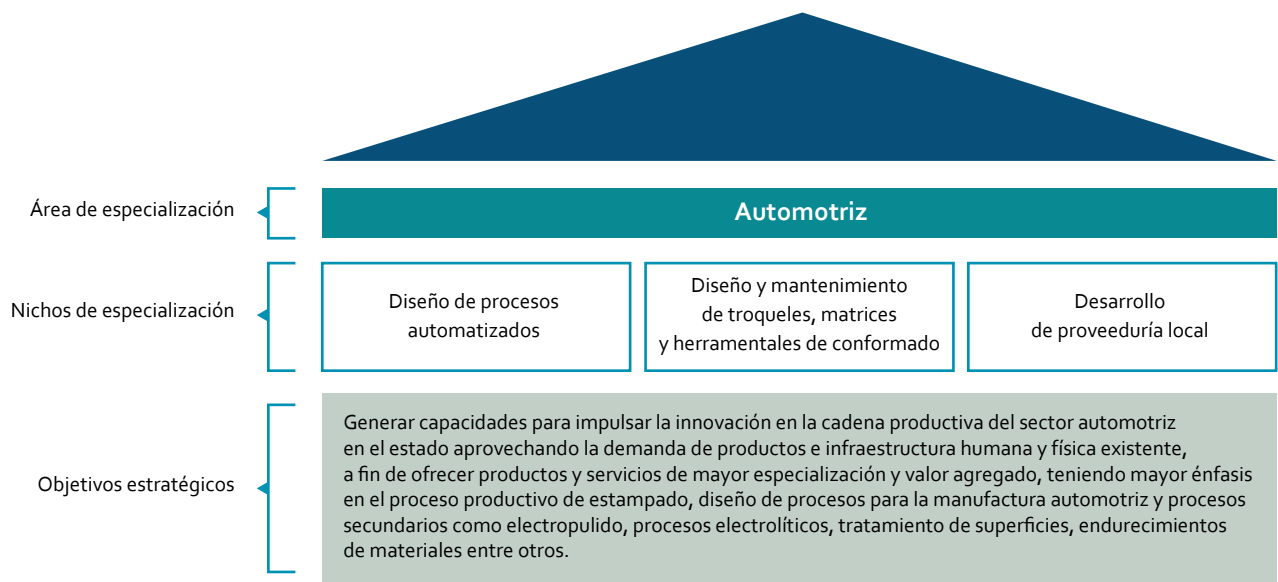 Área de especialización
Automotriz
Nichos de especialización
Diseño de procesos
automatizados
Diseño y mantenimiento
de troqueles, matrices
y herramentales de conformado
Desarrollo
de proveeduría local
Objetivos estratégicos
Generar capacidades para impulsar la innovación en la cadena productiva del sector automotriz
en el estado aprovechando la demanda de productos e infraestructura humana y física existente,
a fin de ofrecer productos y servicios de mayor especialización y valor agregado, teniendo mayor énfasis
en el proceso productivo de estampado, diseño de procesos para la manufactura automotriz y procesos
secundarios como electropulido, procesos electrolíticos, tratamiento de superficies, endurecimientos
de materiales entre otros.